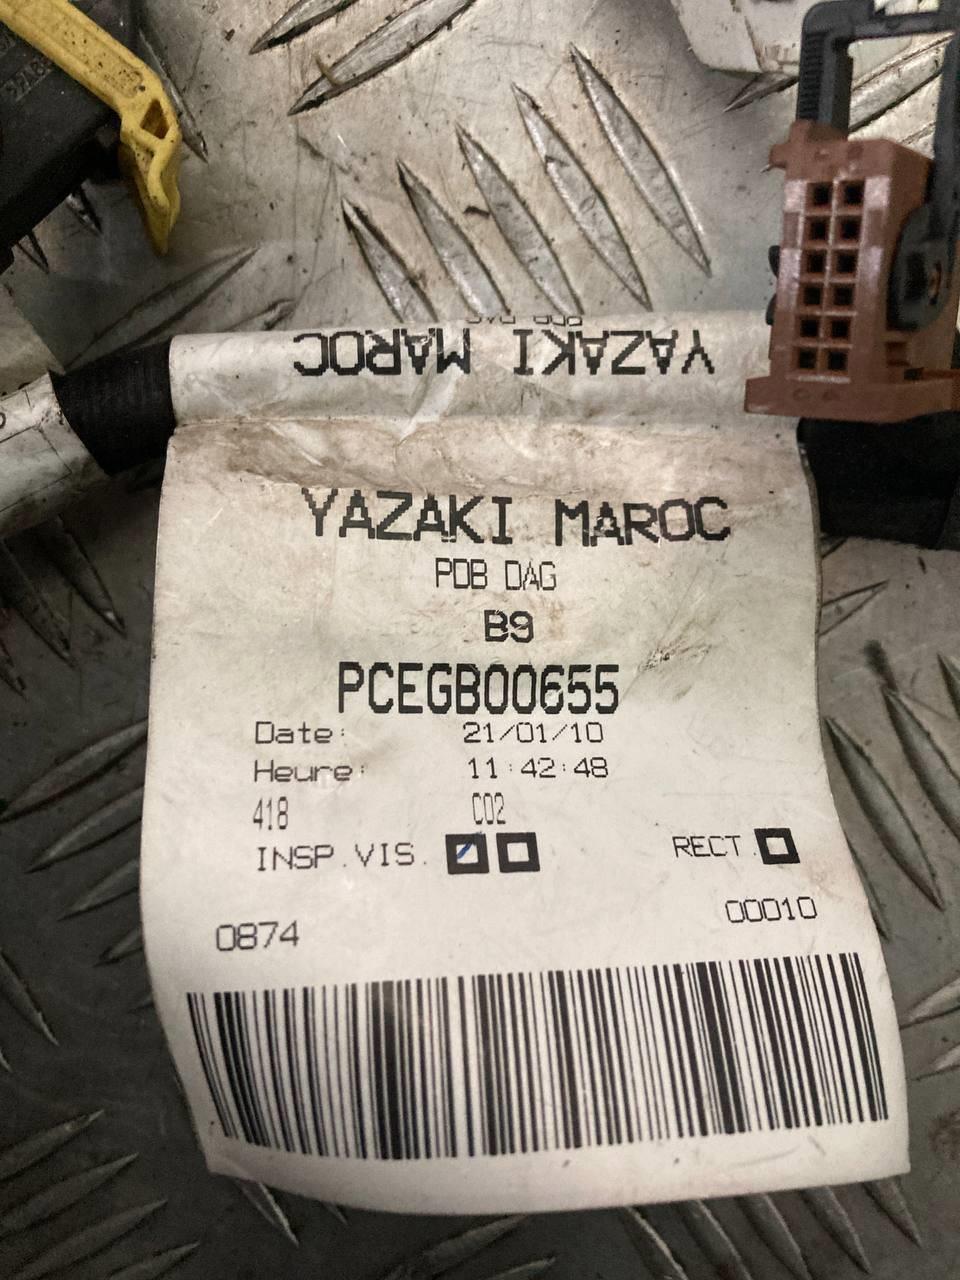 YAZAKI MAROC
YAZAKI MAROC
PDB DAG
B9
PCEGB00655
Date: 21/01/10
Heure: 11:42:48
418 C02
INSP.VIS. RECT.
0874 00010